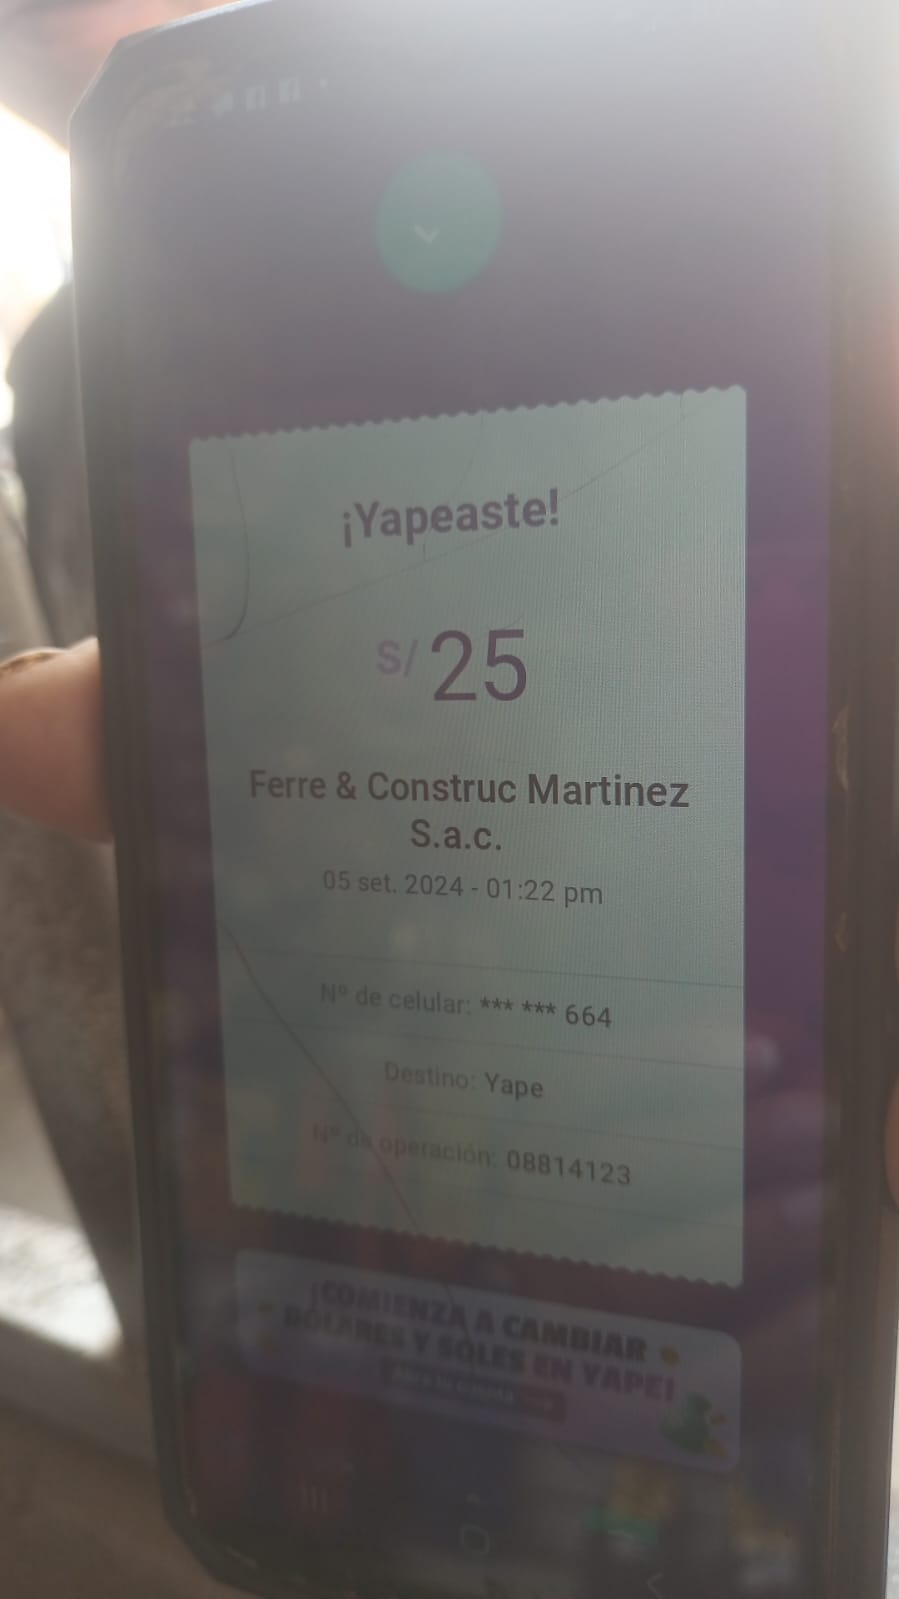 ¡Yapeaste!
S/ 25
Ferre & Construc Martinez
S.a.c.
05 set. 2024 - 01:22 pm
Nº de celular: *** *** 664
Destino: Yape
Nº de operación: 08814123
¡COMIENZA A CAMBIAR
DÓLARES Y SOLES EN YAPE!